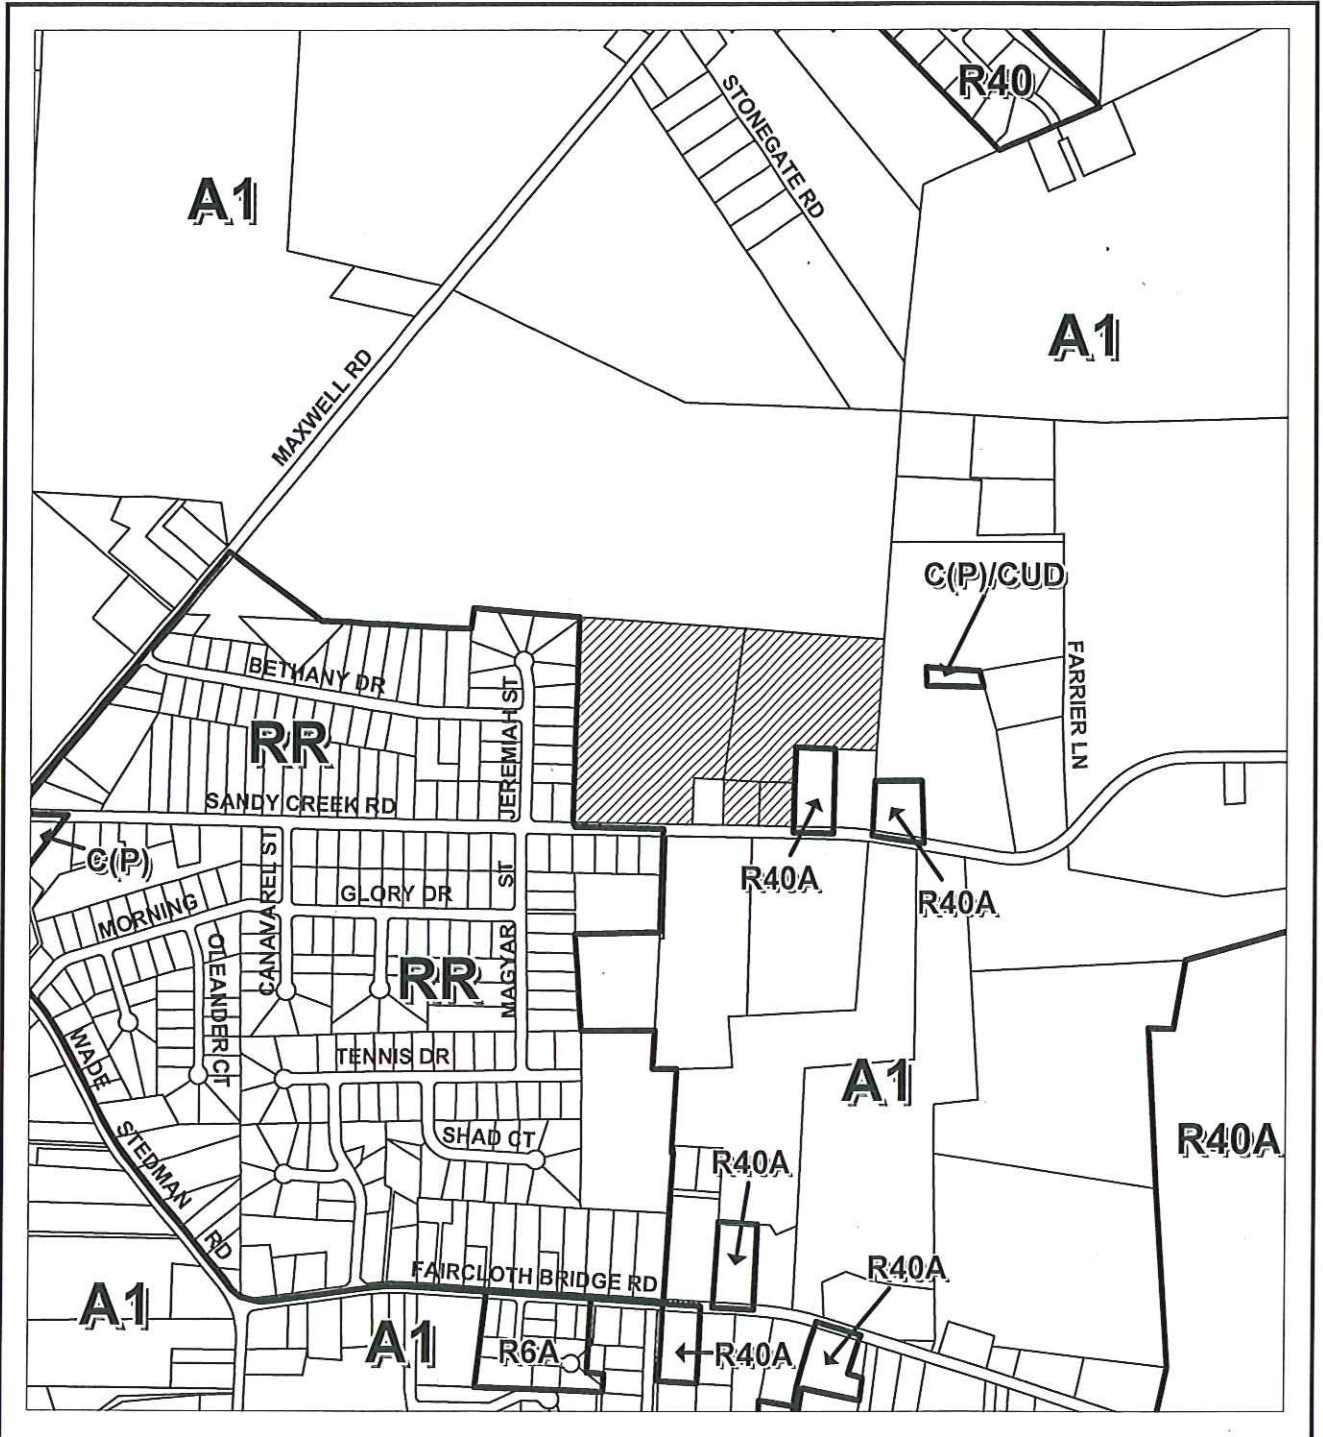 R40
STONEGATE RD
A1
A1
MAXWELL RD
C(P)/CUD
FARRIER LN
BETHANY DR
JEREMIAH ST
RR
SANDY CREEK RD
C(P)
R40A
R40A
CANAVAREL ST
GLORY DR
MAGYAR ST
MORNING
OLEANDER CT
RR
WADE STEDMAN RD
TENNIS DR
A1
SHAD CT
R40A
R40A
R40A
FAIRCLOTH BRIDGE RD
A1
A1
R6A
R40A